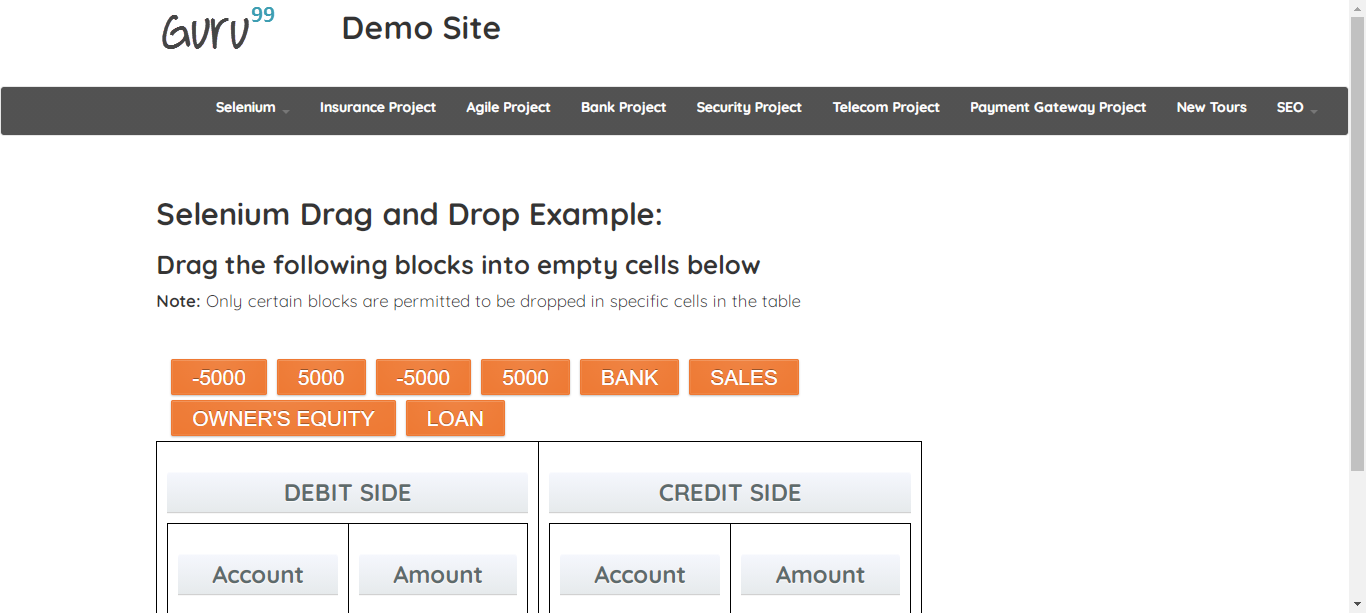 Guru99 Demo Site
Selenium Insurance Project Agile Project Bank Project Security Project Telecom Project Payment Gateway Project New Tours SEO
Selenium Drag and Drop Example:
Drag the following blocks into empty cells below
Note: Only certain blocks are permitted to be dropped in specific cells in the table
-5000 5000 -5000 5000 BANK SALES
OWNER'S EQUITY LOAN
DEBIT SIDE CREDIT SIDE
Account Amount Account Amount